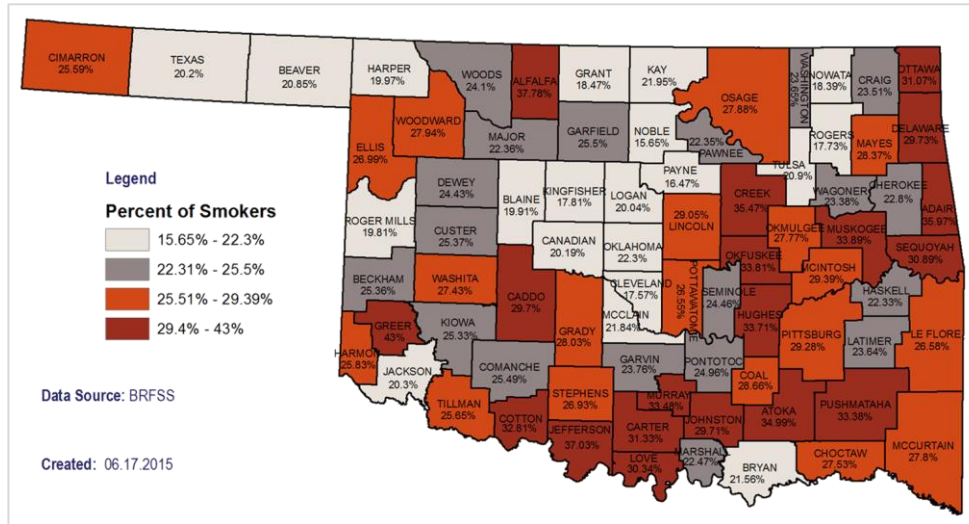 CIMARRON
25.59%
TEXAS
20.2%
BEAVER
20.85%
HARPER
19.97%
WOODS
24.1%
ALFALFA
37.78%
GRANT
18.47%
KAY
21.95%
OSAGE
27.88%
WASHINGTON
23.65%
NOWATA
18.39%
CRAIG
23.51%
OTTAWA
31.07%
WOODWARD
27.94%
ELLIS
26.99%
MAJOR
22.36%
GARFIELD
25.5%
NOBLE
15.65%
22.35%
PAWNEE
ROGERS
17.73%
MAYES
28.37%
DELAWARE
29.73%
Legend
Percent of Smokers
15.65% - 22.3%
22.31% - 25.5%
25.51% - 29.39%
29.4% - 43%
DEWEY
24.43%
BLAINE
19.91%
KINGFISHER
17.81%
LOGAN
20.04%
PAYNE
16.47%
CREEK
35.47%
TULSA
20.9%
WAGONER
23.38%
CHEROKEE
22.8%
ADAIR
35.97%
ROGER MILLS
19.81%
CUSTER
25.37%
CANADIAN
20.19%
OKLAHOMA
22.3%
29.05%
LINCOLN
OKMULGEE
27.77%
MUSKOGEE
33.89%
SEQUOYAH
30.89%
BECKHAM
25.36%
WASHITA
27.43%
CADDO
29.7%
GRADY
28.03%
CLEVELAND
17.57%
MCCLAIN
21.84%
POTTAWATOMIE
26.55%
SEMINOLE
24.46%
OKFUSKEE
33.81%
MCINTOSH
29.39%
HASKELL
22.33%
GREER
43%
KIOWA
25.33%
HUGHES
33.71%
PITTSBURG
29.28%
LATIMER
23.64%
LE FLORE
26.58%
HARMON
25.83%
JACKSON
20.3%
COMANCHE
25.49%
GARVIN
23.76%
PONTOTOC
24.96%
COAL
28.66%
TILLMAN
25.65%
STEPHENS
26.93%
MURRAY
33.48%
JOHNSTON
29.71%
ATOKA
34.99%
PUSHMATAHA
33.38%
COTTON
32.81%
JEFFERSON
37.03%
CARTER
31.33%
LOVE
30.34%
MARSHAL
22.47%
BRYAN
21.56%
CHOCTAW
27.53%
MCCURTAIN
27.8%
Data Source: BRFSS
Created: 06.17.2015